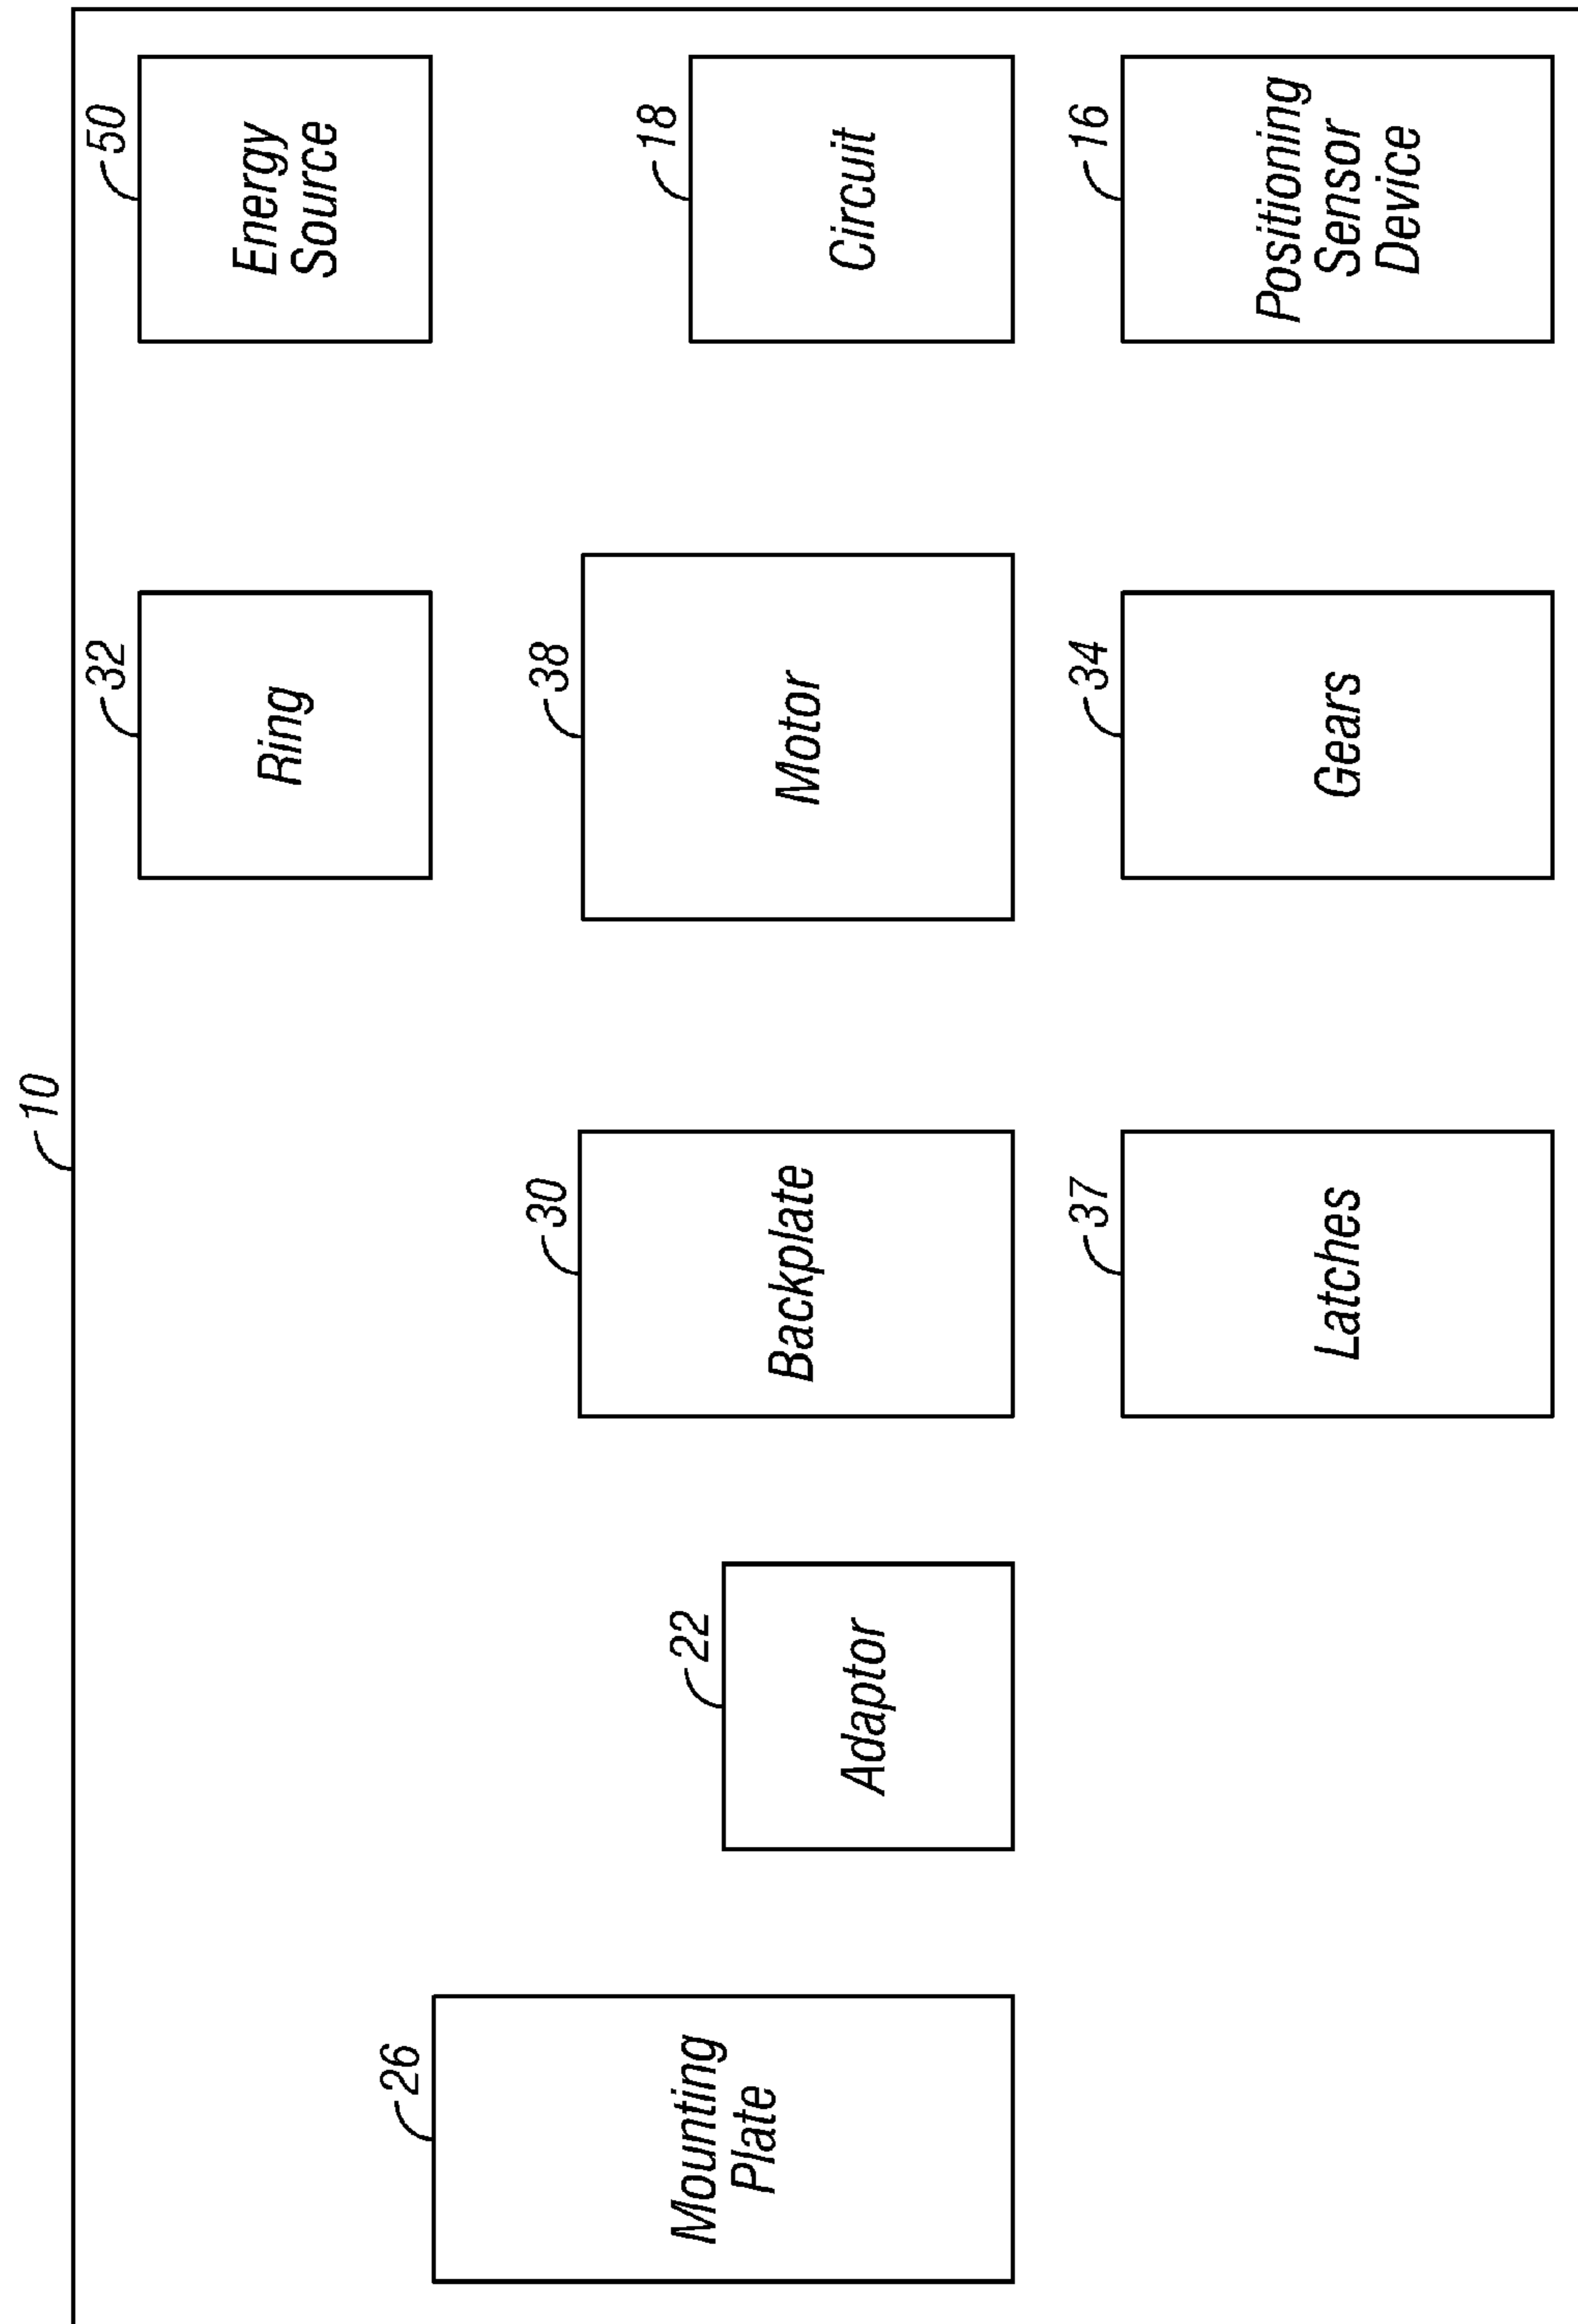 10
32
Ring
50
Energy
Source
26
Mounting
Plate
22
Adaptor
30
Backplate
38
Motor
18
Circuit
37
Latches
34
Gears
16
Positioning
Sensor
Device